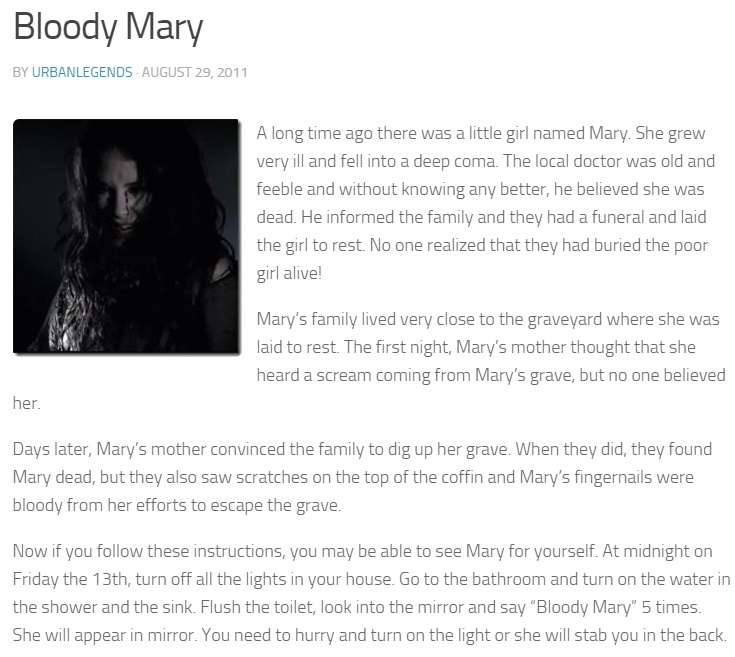 Bloody Mary
BY URBANLEGENDS · AUGUST 29, 2011
A long time ago there was a little girl named Mary. She grew
very ill and fell into a deep coma. The local doctor was old and
feeble and without knowing any better, he believed she was
dead. He informed the family and they had a funeral and laid
the girl to rest. No one realized that they had buried the poor
girl alive!
Mary’s family lived very close to the graveyard where she was
laid to rest. The first night, Mary’s mother thought that she
heard a scream coming from Mary’s grave, but no one believed
her.
Days later, Mary’s mother convinced the family to dig up her grave. When they did, they found
Mary dead, but they also saw scratches on the top of the coffin and Mary’s fingernails were
bloody from her efforts to escape the grave.
Now if you follow these instructions, you may be able to see Mary for yourself. At midnight on
Friday the 13th, turn off all the lights in your house. Go to the bathroom and turn on the water in
the shower and the sink. Flush the toilet, look into the mirror and say “Bloody Mary” 5 times.
She will appear in mirror. You need to hurry and turn on the light or she will stab you in the back.